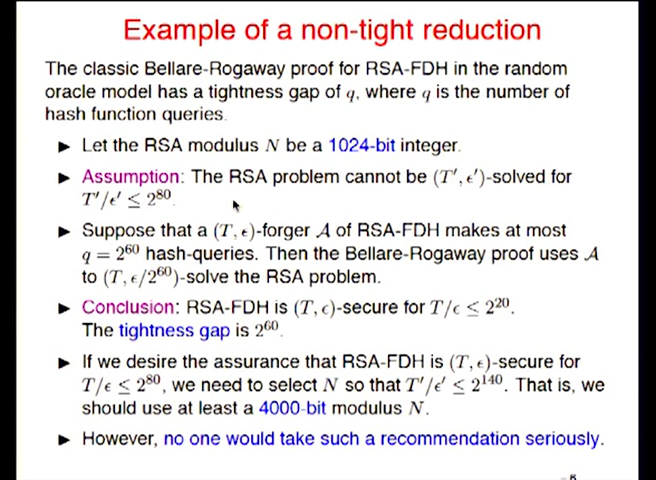 Example of a non-tight reduction
The classic Bellare-Rogaway proof for RSA-FDH in the random
oracle model has a tightness gap of q, where q is the number of
hash function queries.
► Let the RSA modulus N be a 1024-bit integer.
► Assumption: The RSA problem cannot be (T′, ϵ′)-solved for
T′/ϵ′ ≤ 2^80.
► Suppose that a (T, ϵ)-forger A of RSA-FDH makes at most
q = 2^60 hash-queries. Then the Bellare-Rogaway proof uses A
to (T, ϵ/2^60)-solve the RSA problem.
► Conclusion: RSA-FDH is (T, ϵ)-secure for T/ϵ ≤ 2^20.
The tightness gap is 2^60.
► If we desire the assurance that RSA-FDH is (T, ϵ)-secure for
T/ϵ ≤ 2^80, we need to select N so that T′/ϵ′ ≤ 2^140. That is, we
should use at least a 4000-bit modulus N.
► However, no one would take such a recommendation seriously.